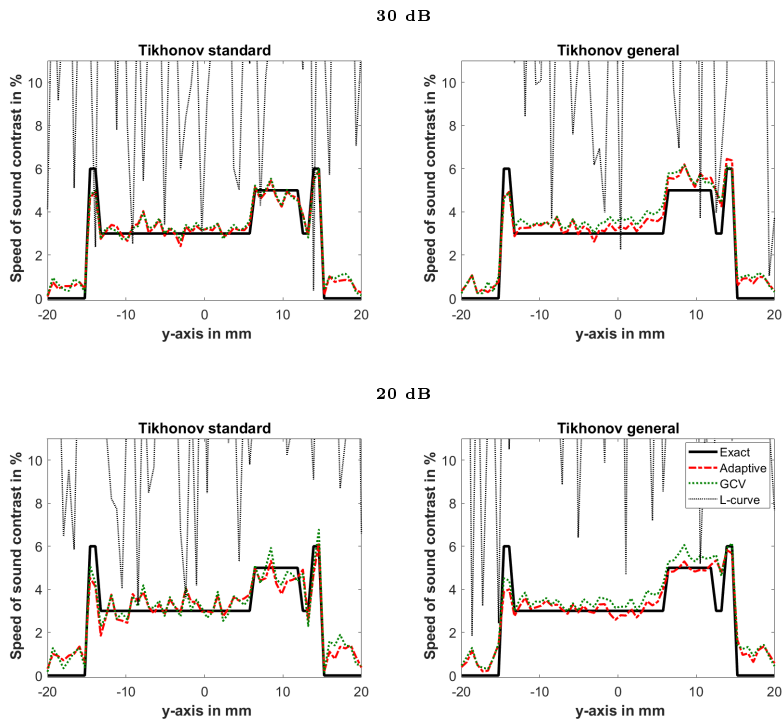 30 dB
Tikhonov standard
Speed of sound contrast in %
10
8
6
4
2
0
-20 -10 0 10 20
y-axis in mm
Tikhonov general
Speed of sound contrast in %
10
8
6
4
2
0
-20 -10 0 10 20
y-axis in mm
20 dB
Tikhonov standard
Speed of sound contrast in %
10
8
6
4
2
0
-20 -10 0 10 20
y-axis in mm
Tikhonov general
Speed of sound contrast in %
10
8
6
4
2
0
-20 -10 0 10 20
y-axis in mm
Exact
Adaptive
GCV
L-curve